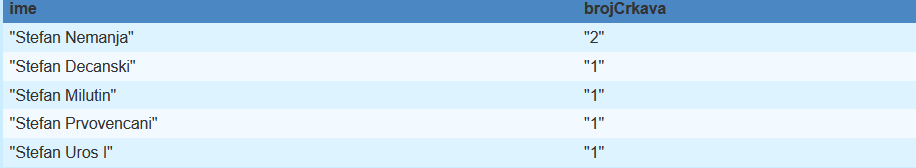 ime brojCrkava
"Stefan Nemanja" "2"
"Stefan Decanski" "1"
"Stefan Milutin" "1"
"Stefan Prvovencani" "1"
"Stefan Uros I" "1"